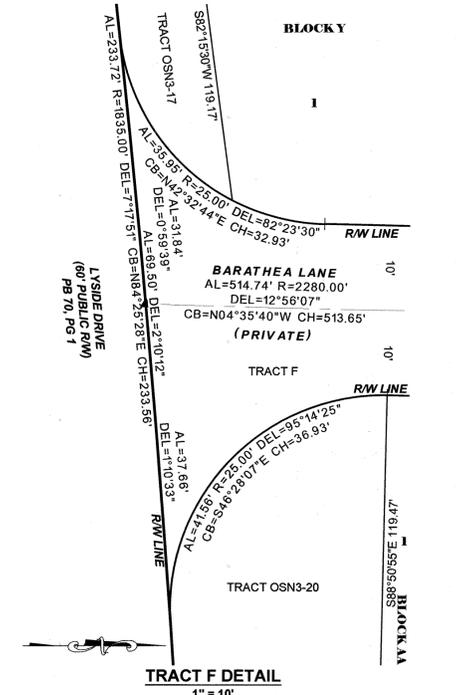 BLOCK Y
1
S82°15'30"W 119.17'
TRACT OSN3-17
AL=233.72' R=1835.00' DEL=7°17'51" CB=N84°25'28"E CH=233.56'
AL=35.95' R=25.00' DEL=82°23'30"
CB=N42°32'44"E CH=32.93'
R/W LINE
AL=31.84'
DEL=0°59'39"
AL=69.50' DEL=2°10'12"
10'
BARATHEA LANE
AL=514.74' R=2280.00'
DEL=12°56'07"
CB=N04°35'40"W CH=513.65'
(PRIVATE)
LYSIDE DRIVE
(60' PUBLIC R/W)
PB 70, PG 1
10'
TRACT F
R/W LINE
AL=37.66'
DEL=1°10'33"
AL=41.56' R=25.00' DEL=95°14'25"
CB=S46°28'07"E CH=36.93'
R/W LINE
S88°50'55"E 119.47'
1
BLOCK AA
TRACT OSN3-20
TRACT F DETAIL
1" = 10'